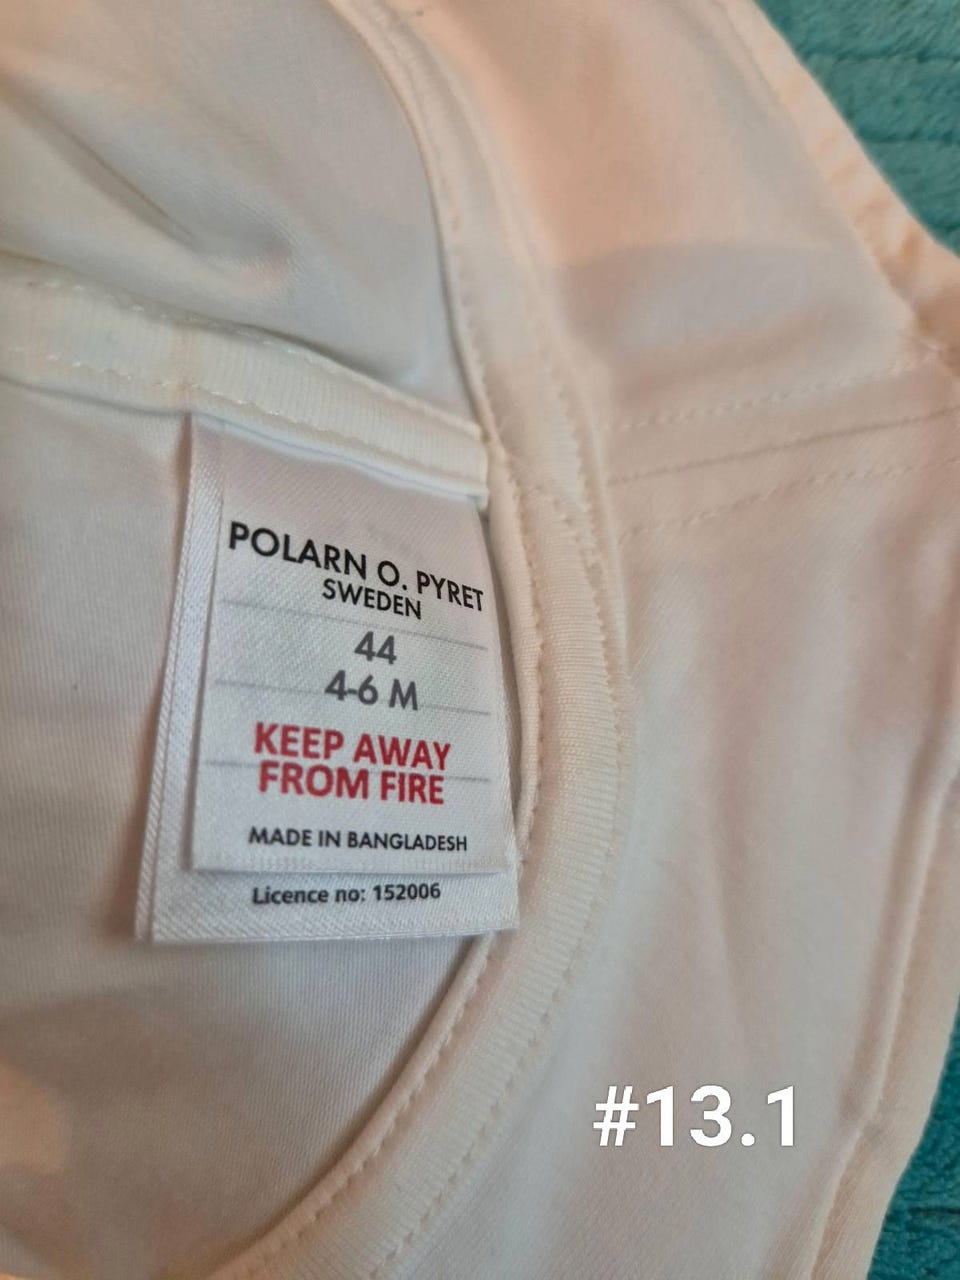 POLARN O. PYRET
SWEDEN
44
4-6 M
KEEP AWAY
FROM FIRE
MADE IN BANGLADESH
Licence no: 152006
#13.1